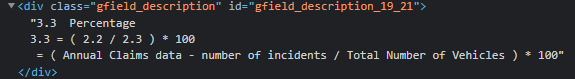 ▼<div class="gfield_description" id="gfield_description_19_21">
"3.3  Percentage
3.3 = ( 2.2 / 2.3 ) * 100
= ( Annual Claims data - number of incidents / Total Number of Vehicles ) * 100"
</div>